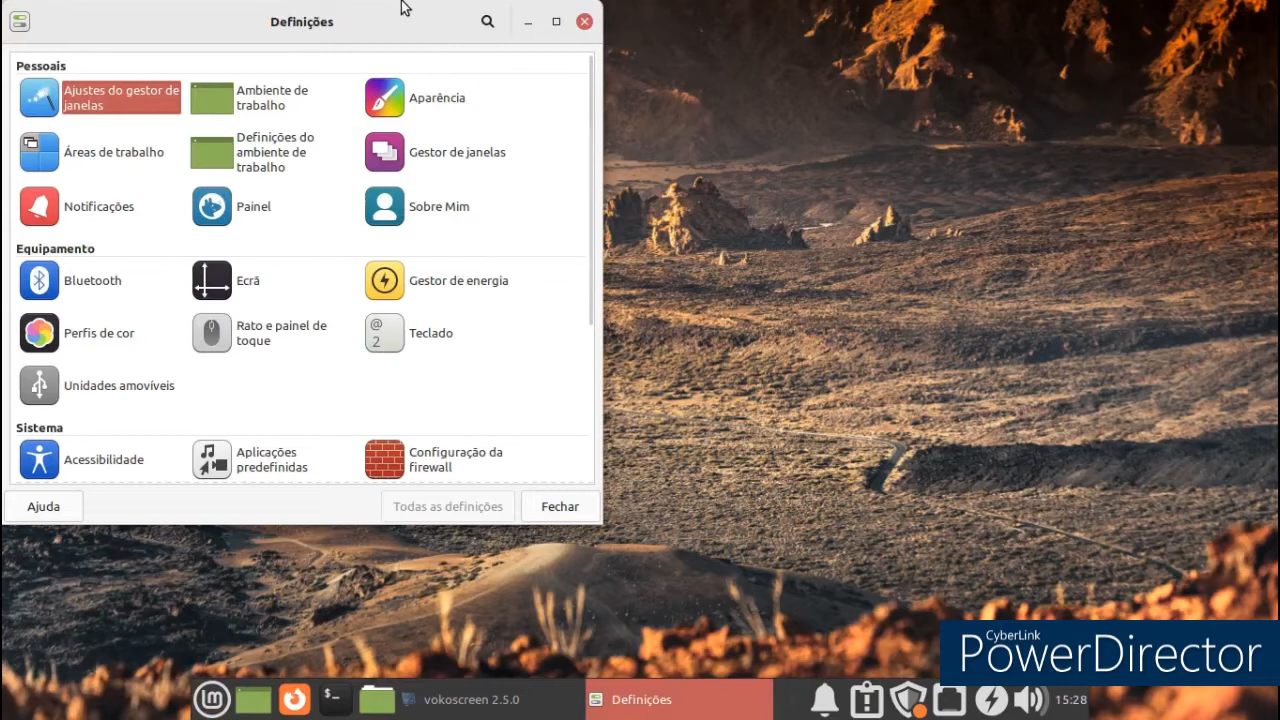 Definições
Pessoais
Ajustes do gestor de
janelas
Ambiente de
trabalho
Aparência
Áreas de trabalho
Definições do
ambiente de
trabalho
Gestor de janelas
Notificações
Painel
Sobre Mim
Equipamento
Bluetooth
Ecrã
Gestor de energia
Perfis de cor
Rato e painel de
toque
@
2
Teclado
Unidades amovíveis
Sistema
Acessibilidade
Aplicações
predefinidas
Configuração da
firewall
Ajuda
Todas as definições
Fechar
CyberLink
PowerDirector
lm
$_
vokoscreen 2.5.0
Definições
15:28